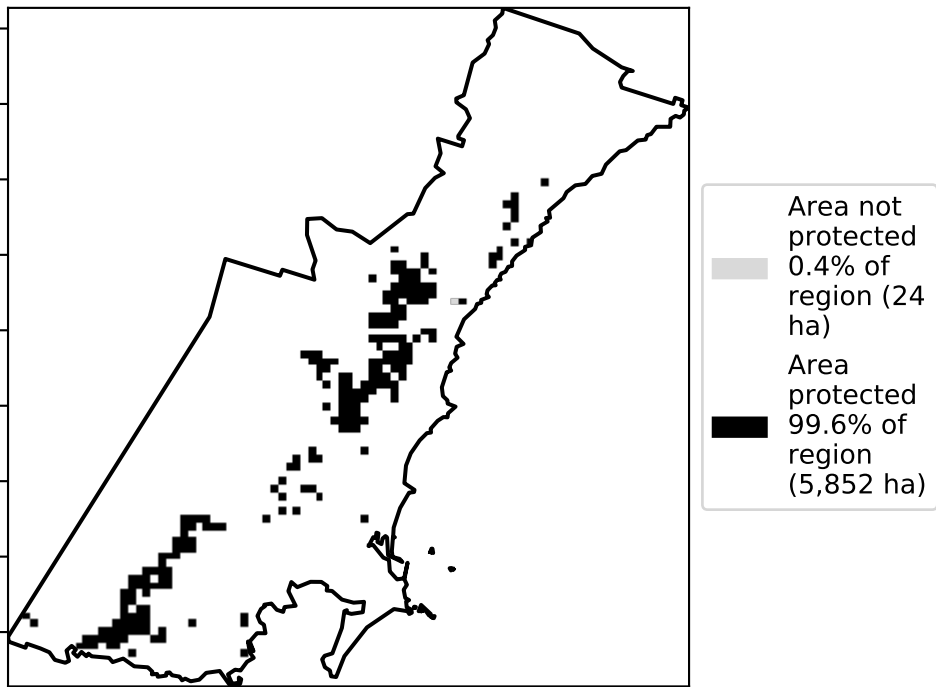 Area not
protected
0.4% of
region (24
ha)
Area
protected
99.6% of
region
(5,852 ha)